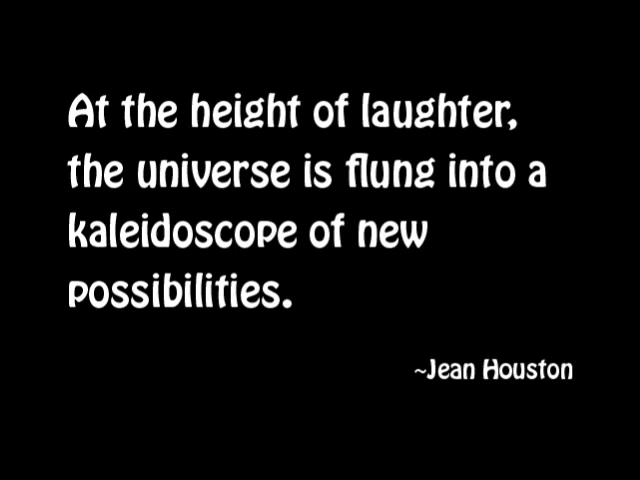 At the height of laughter,
the universe is flung into a
kaleidoscope of new
possibilities.
~Jean Houston